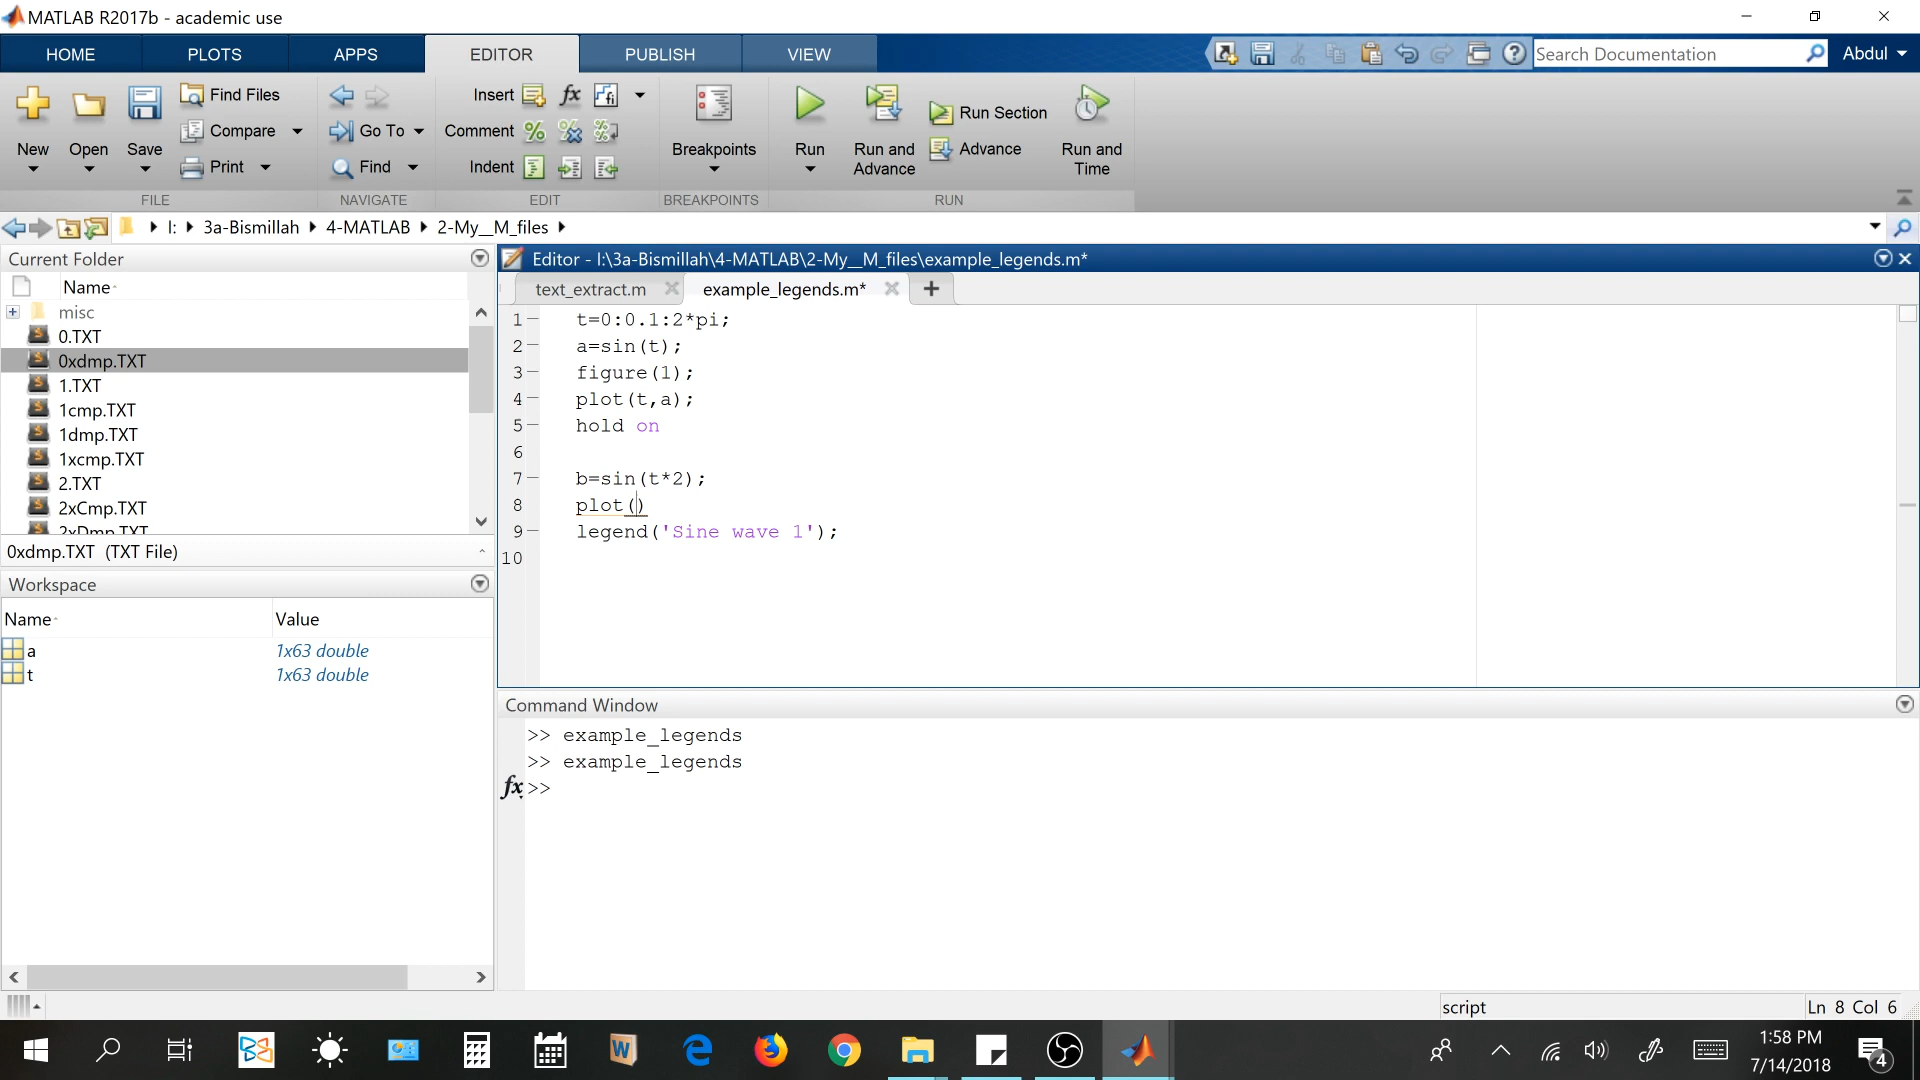 MATLAB R2017b - academic use
HOME PLOTS APPS EDITOR PUBLISH VIEW Search Documentation Abdul
New Open Save Find Files Compare Print
Go To Find
Insert fx fi
Comment
Indent
Breakpoints
Run
Run and Advance
Run Section
Advance
Run and Time
FILE NAVIGATE EDIT BREAKPOINTS RUN
I: 3a-Bismillah 4-MATLAB 2-My__M_files
Current Folder
Name
misc
0.TXT
0xdmp.TXT
1.TXT
1cmp.TXT
1dmp.TXT
1xcmp.TXT
2.TXT
2xCmp.TXT
2xDmp.TXT
0xdmp.TXT (TXT File)
Workspace
Name Value
a 1x63 double
t 1x63 double
Editor - I:\3a-Bismillah\4-MATLAB\2-My__M_files\example_legends.m*
text_extract.m example_legends.m*
1 t=0:0.1:2*pi;
2 a=sin(t);
3 figure(1);
4 plot(t,a);
5 hold on
6
7 b=sin(t*2);
8 plot()
9 legend('Sine wave 1');
10
Command Window
>> example_legends
>> example_legends
fx >>
script Ln 8 Col 6
1:58 PM
7/14/2018
4